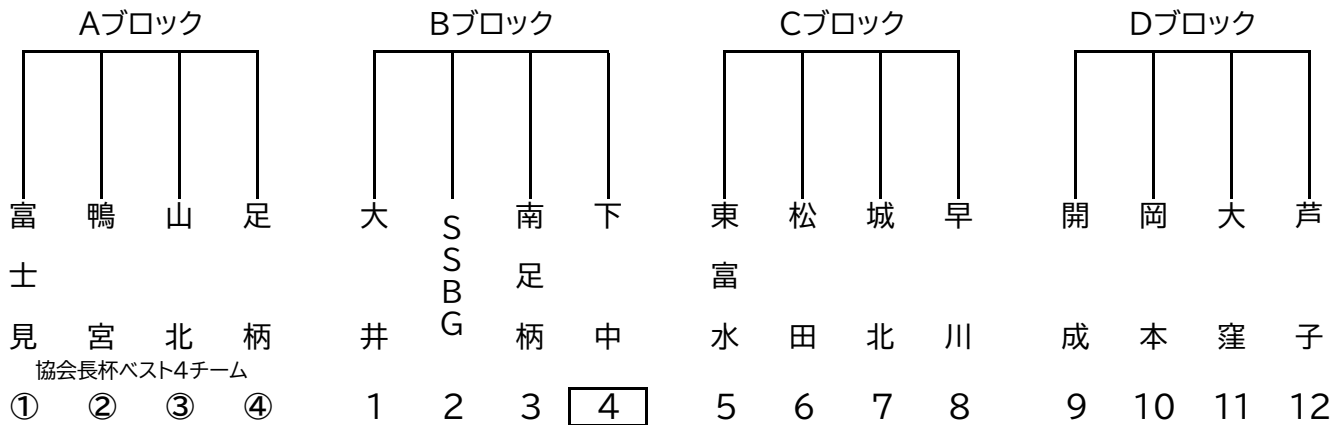 Aブロック Bブロック Cブロック Dブロック
富士見 鴨宮 山北 足柄 大井 SSBG 南足柄 下中 東富水 松田 城北 早川 開成 岡本 大窪 芦子
協会長杯ベスト4チーム
① ② ③ ④ 1 2 3 4 5 6 7 8 9 10 11 12